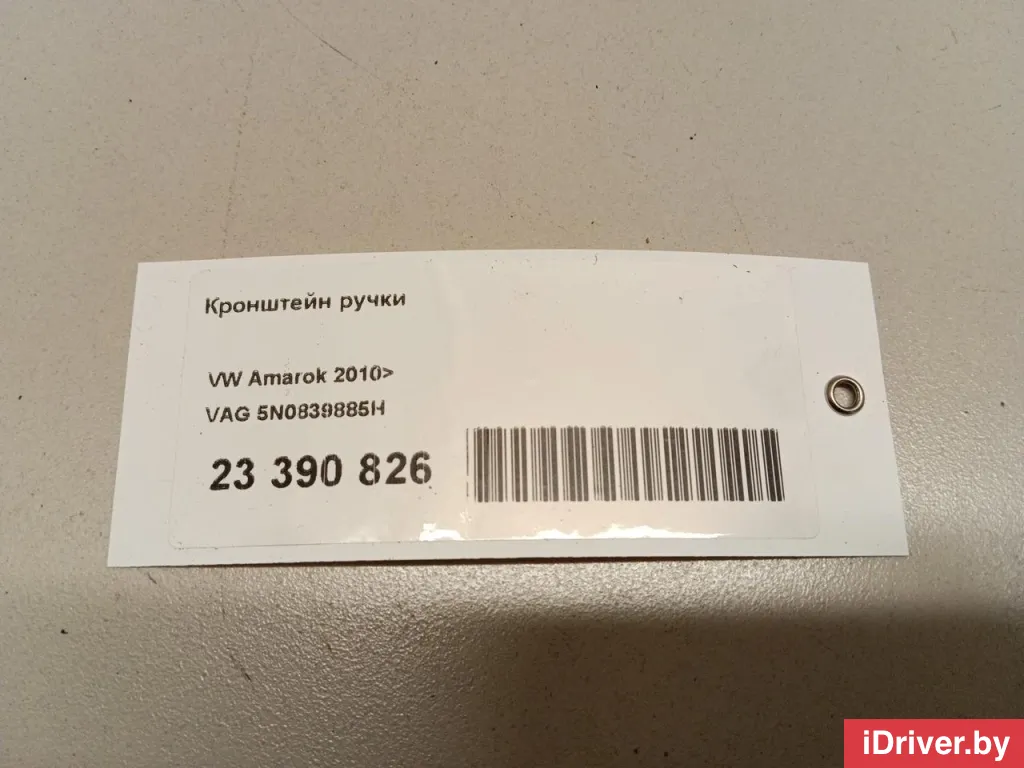 Кронштейн ручки
VW Amarok 2010>
VAG 5N0839885H
23 390 826
iDriver.by